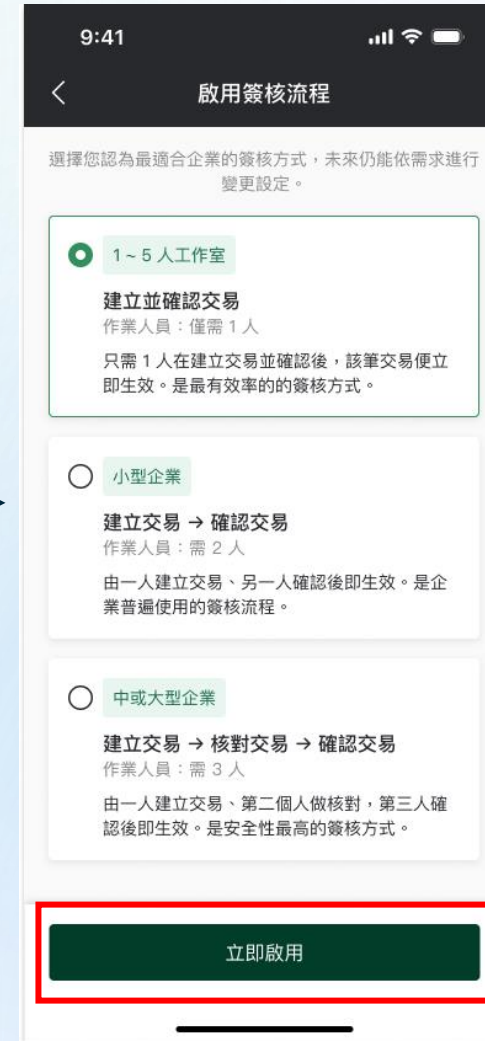 9:41
啟用簽核流程
選擇您認為最適合企業的簽核方式，未來仍能依需求進行
變更設定。
1 ~ 5 人工作室
建立並確認交易
作業人員：僅需 1 人
只需 1 人在建立交易並確認後，該筆交易便立
即生效。是最有效率的的簽核方式。
小型企業
建立交易 → 確認交易
作業人員：需 2 人
由一人建立交易、另一人確認後即生效。是企
業普遍使用的簽核流程。
中或大型企業
建立交易 → 核對交易 → 確認交易
作業人員：需 3 人
由一人建立交易、第二個人做核對，第三人確
認後即生效。是安全性最高的簽核方式。
立即啟用